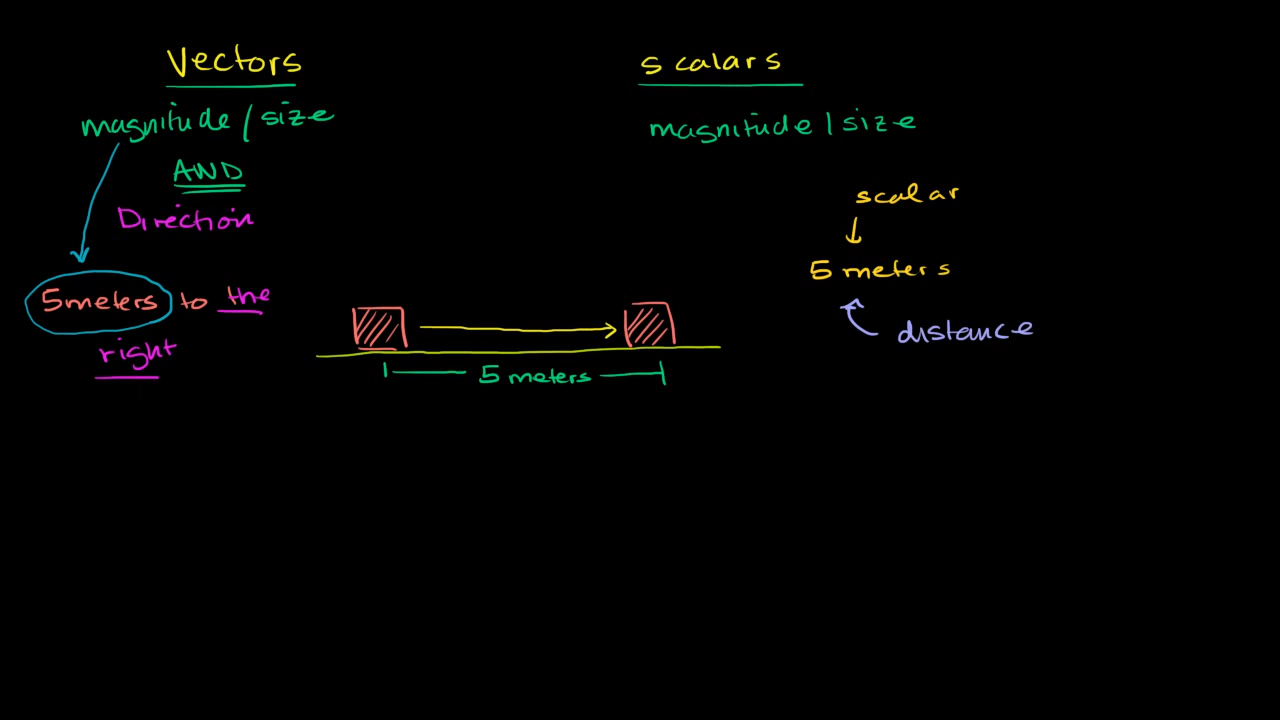 Vectors
magnitude / size
AND
Direction
5meters to the
right
5 meters
scalars
magnitude | size
scalar
5 meters
distance